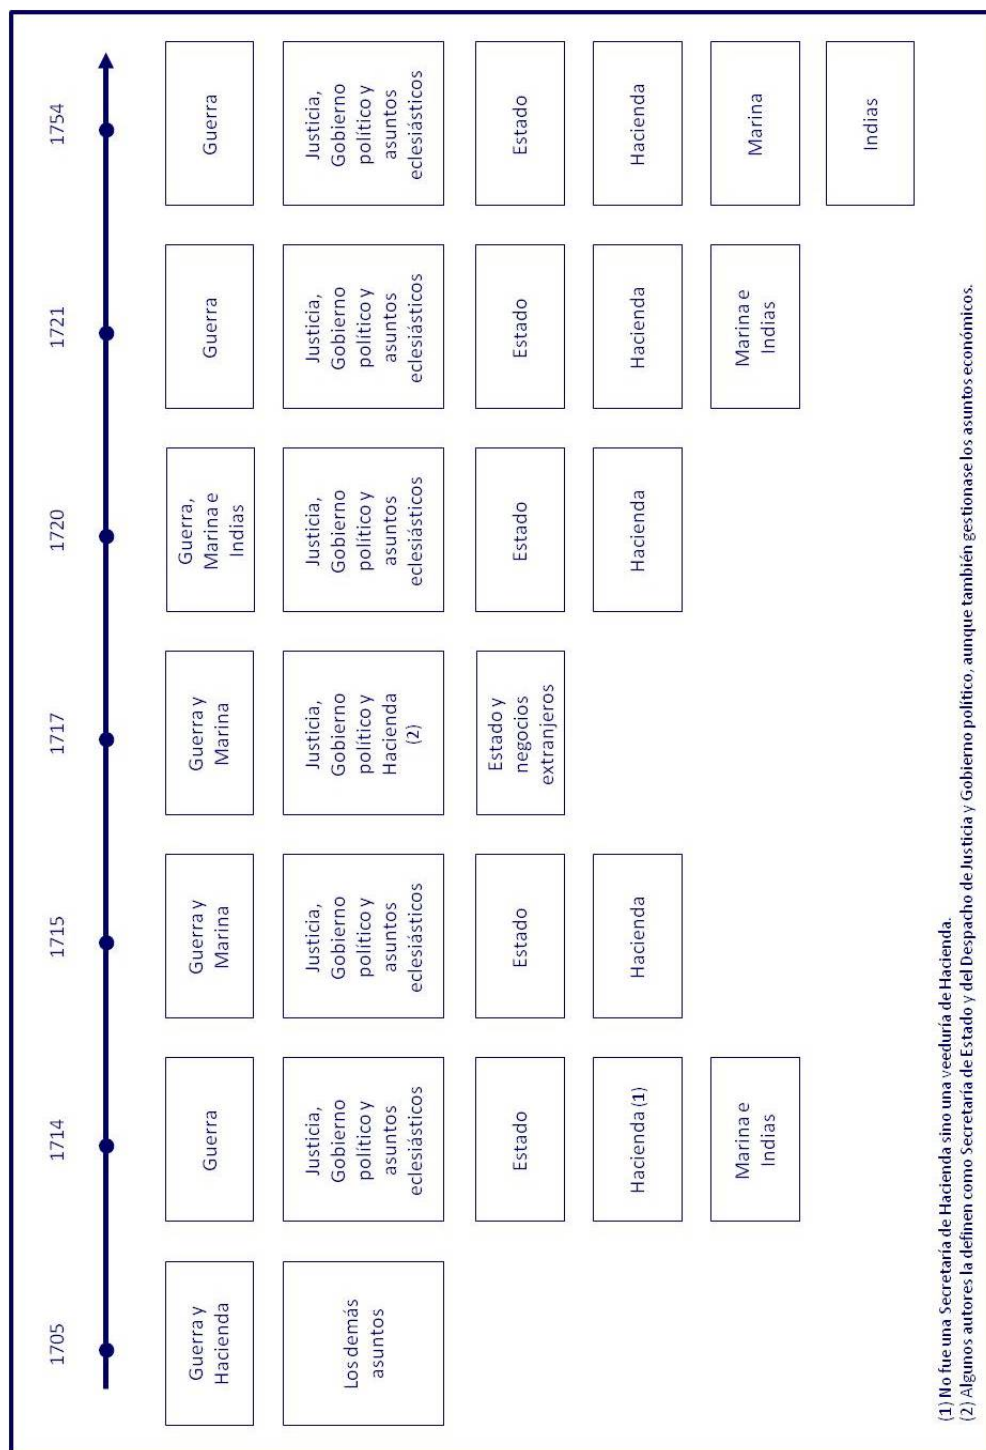 1705
1714
1715
1717
1720
1721
1754
Guerra y
Hacienda
Los demás
asuntos
Guerra
Justicia,
Gobierno
político y
asuntos
eclesiásticos
Estado
Hacienda (1)
Marina e
Indias
Guerra y
Marina
Justicia,
Gobierno
político y
asuntos
eclesiásticos
Estado
Hacienda
Guerra y
Marina
Justicia,
Gobierno
político y
Hacienda
(2)
Estado y
negocios
extranjeros
Guerra,
Marina e
Indias
Justicia,
Gobierno
político y
asuntos
eclesiásticos
Estado
Hacienda
Guerra
Justicia,
Gobierno
político y
asuntos
eclesiásticos
Estado
Hacienda
Marina e
Indias
Guerra
Justicia,
Gobierno
político y
asuntos
eclesiásticos
Estado
Hacienda
Marina
Indias
(1) No fue una Secretaría de Hacienda sino una veeduría de Hacienda.
(2) Algunos autores la definen como Secretaría de Estado y del Despacho de Justicia y Gobierno político, aunque también gestionase los asuntos económicos.